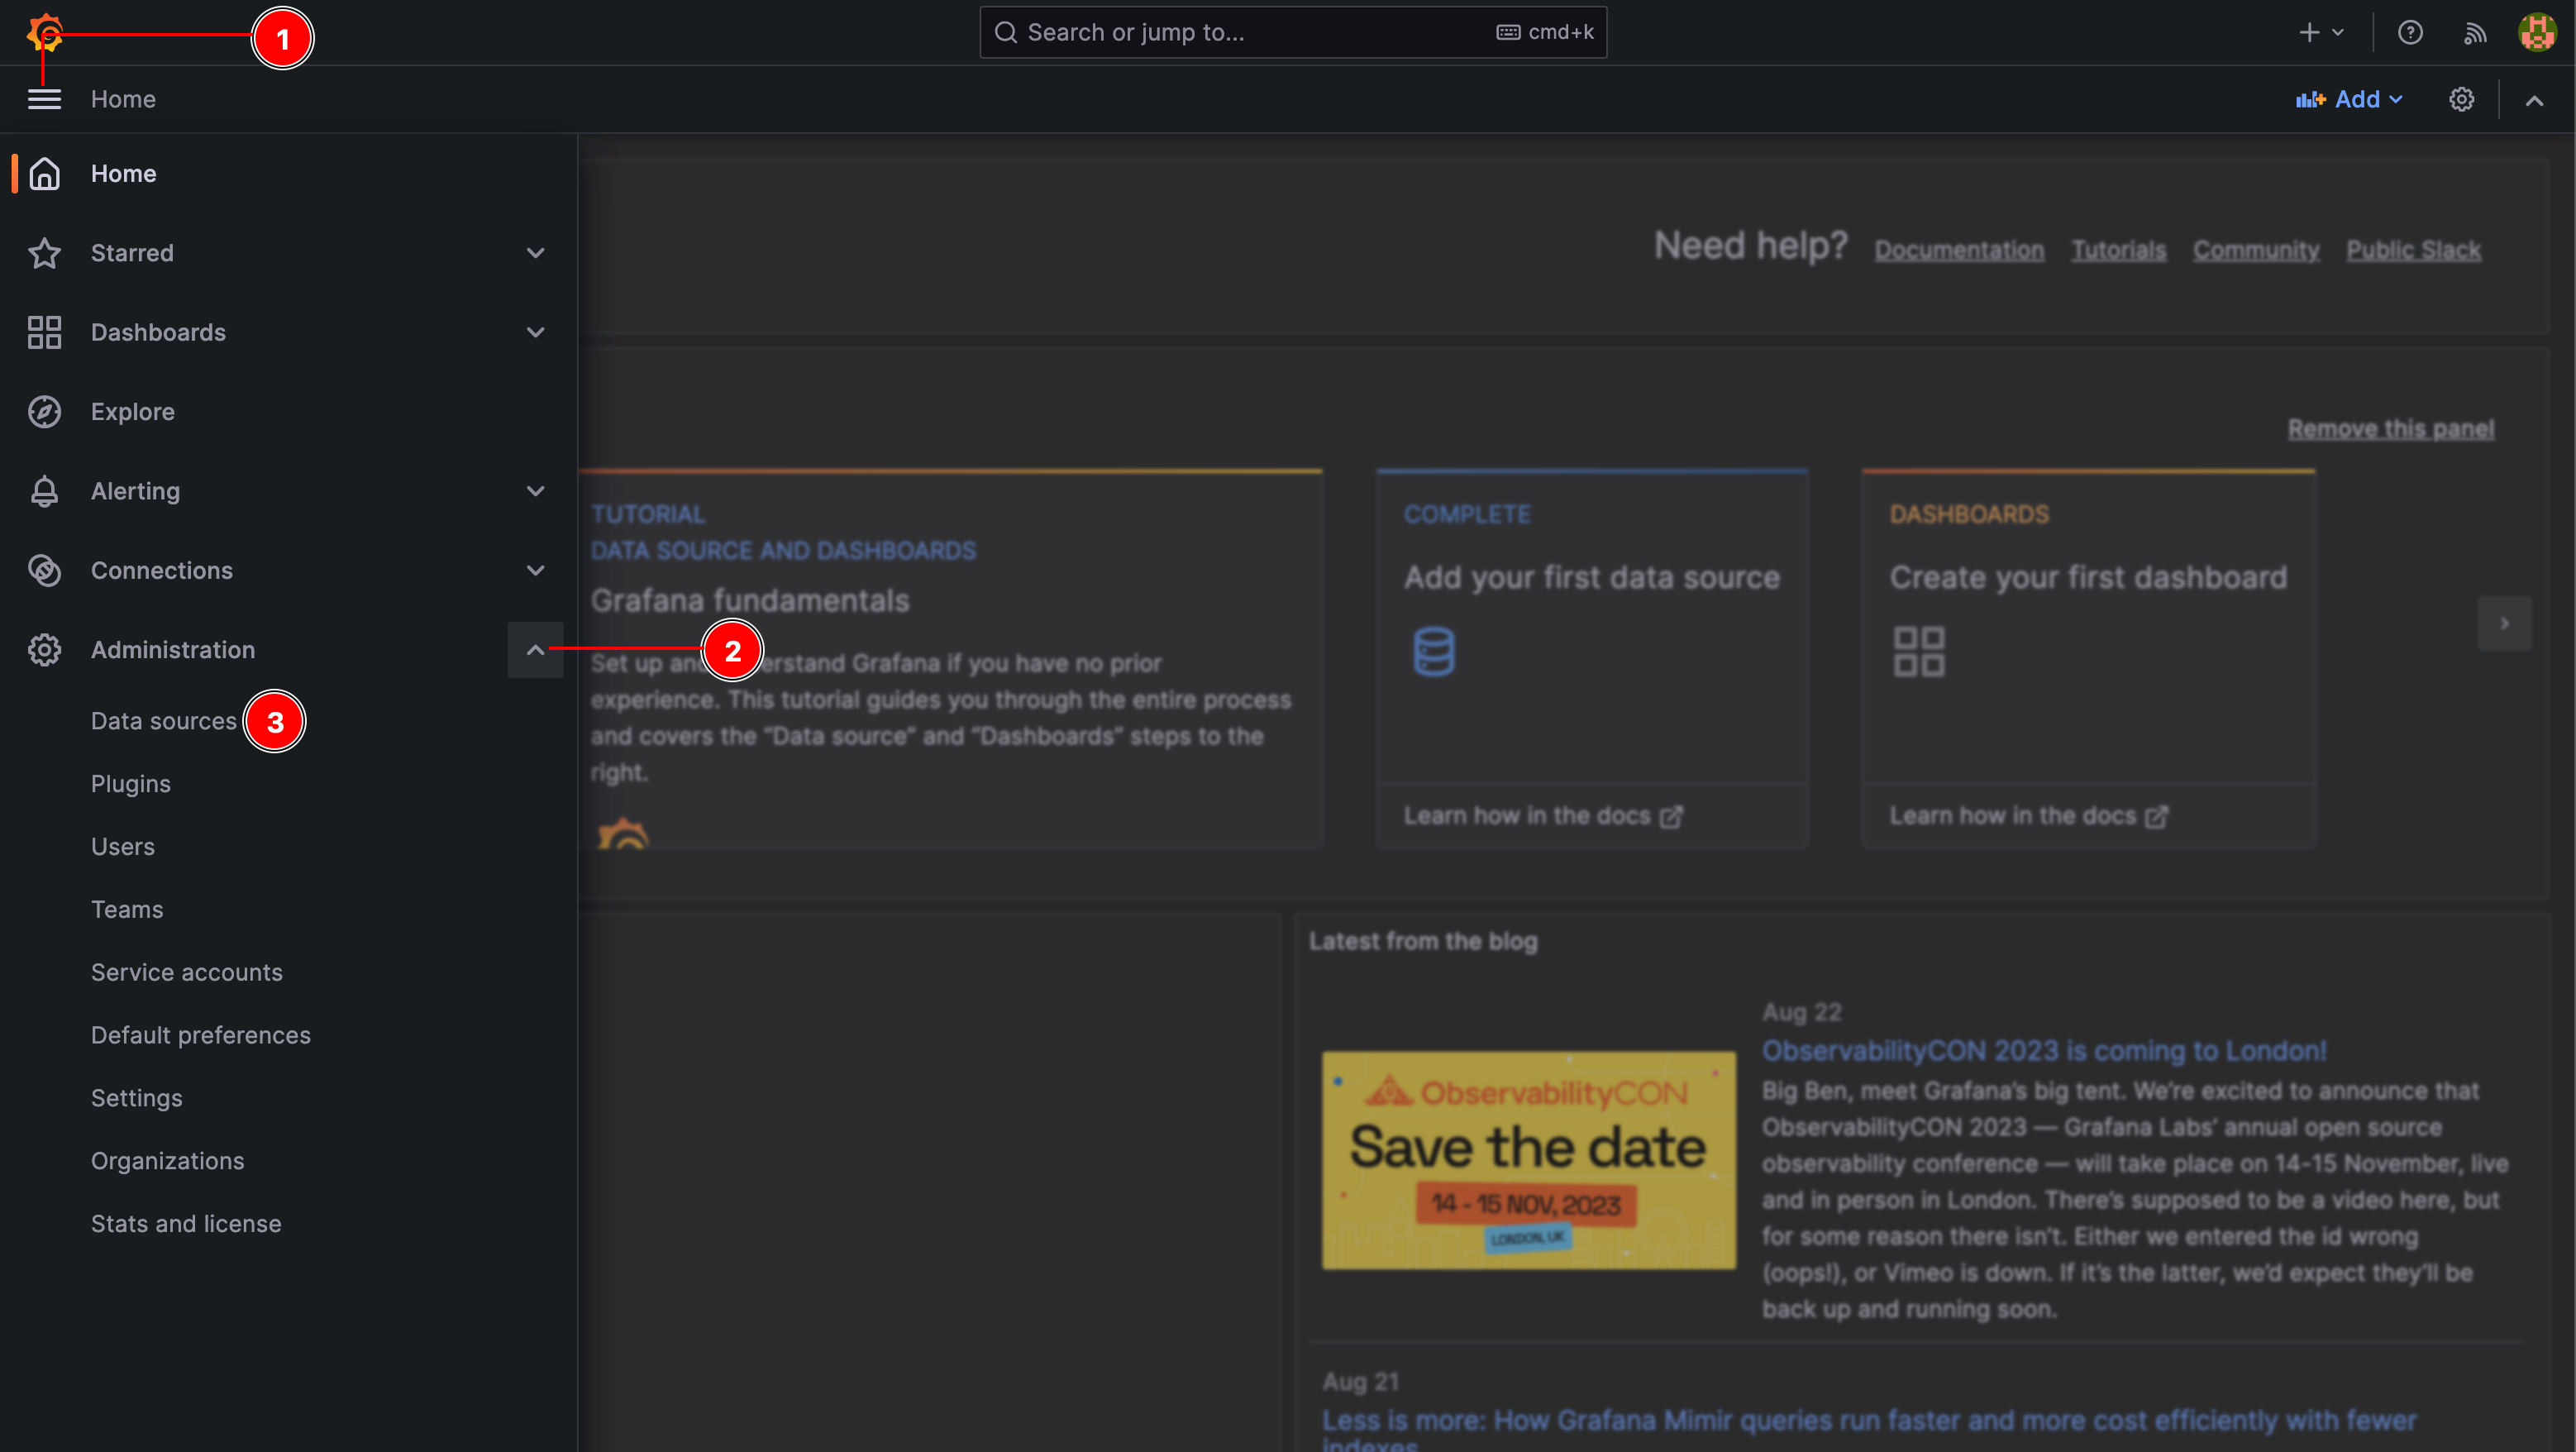 1
Search or jump to...
cmd+k
Home
Add
Home
Starred
Dashboards
Explore
Alerting
Connections
Administration
2
Data sources
3
Plugins
Users
Teams
Service accounts
Default preferences
Settings
Organizations
Stats and license
Need help?
Documentation
Tutorials
Community
Public Slack
Remove this panel
TUTORIAL
DATA SOURCE AND DASHBOARDS
Grafana fundamentals
Set up and erstand Grafana if you have no prior
experience. This tutorial guides you through the entire process
and covers the “Data source” and “Dashboards” steps to the
right.
COMPLETE
Add your first data source
Learn how in the docs
DASHBOARDS
Create your first dashboard
Learn how in the docs
Latest from the blog
ObservabilityCON
Save the date
14 - 15 NOV, 2023
LONDON, UK
Aug 22
ObservabilityCON 2023 is coming to London!
Big Ben, meet Grafana’s big tent. We’re excited to announce that
ObservabilityCON 2023 — Grafana Labs’ annual open source
observability conference — will take place on 14-15 November, live
and in person in London. There’s supposed to be a video here, but
for some reason there isn’t. Either we entered the id wrong
(oops!), or Vimeo is down. If it’s the latter, we’d expect they’ll be
back up and running soon.
Aug 21
Less is more: How Grafana Mimir queries run faster and more cost efficiently with fewer
indexes